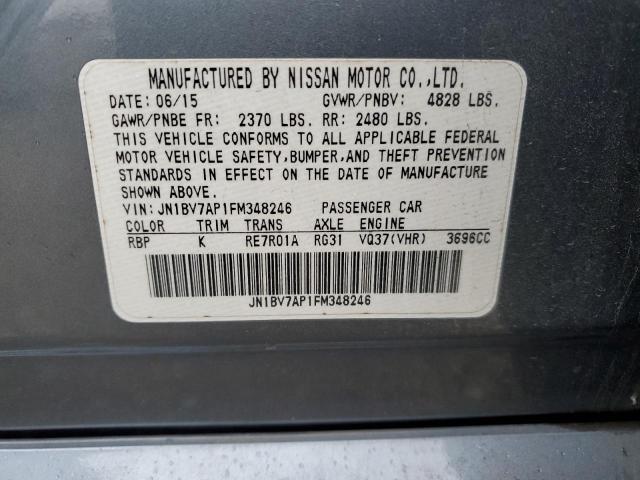 MANUFACTURED BY NISSAN MOTOR CO.,LTD.
DATE: 06/15 GVWR/PNBV: 4828 LBS.
GAWR/PNBE FR: 2370 LBS. RR: 2480 LBS.
THIS VEHICLE CONFORMS TO ALL APPLICABLE FEDERAL
MOTOR VEHICLE SAFETY,BUMPER,AND THEFT PREVENTION
STANDARDS IN EFFECT ON THE DATE OF MANUFACTURE
SHOWN ABOVE.
VIN: JN1BV7AP1FM348246 PASSENGER CAR
COLOR TRIM TRANS AXLE ENGINE
RBP K RE7R01A RG31 VQ37(VHR) 3696CC
JN1BV7AP1FM348246